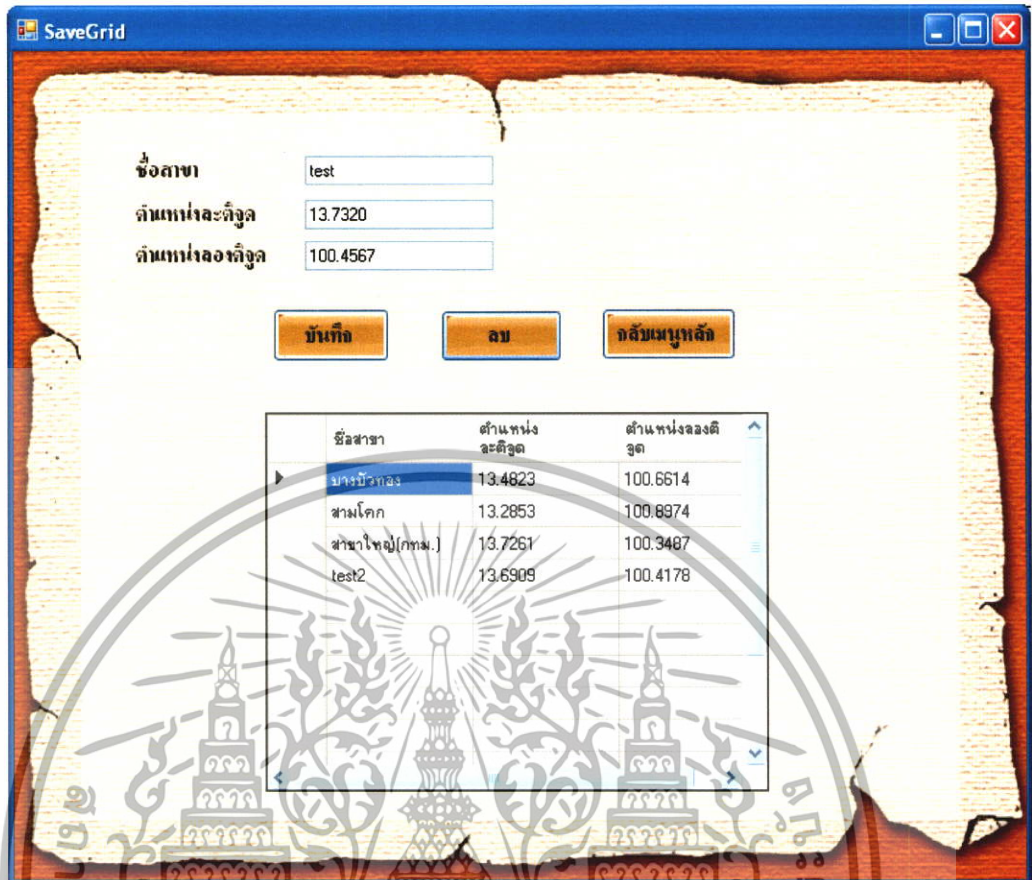 SaveGrid
ชื่อสาขา test
ตำแหน่งละติจูด 13.7320
ตำแหน่งลองติจูด 100.4567
บันทึก ลบ กลับเมนูหลัก
ชื่อสาขา ตำแหน่ง ตำแหน่งลองติ
ละติจูด จูด
บางบัวทอง 13.4823 100.6614
สามโคก 13.2853 100.8974
สาขาใหญ่(กทม.) 13.7261 100.3487
test2 13.6909 100.4178